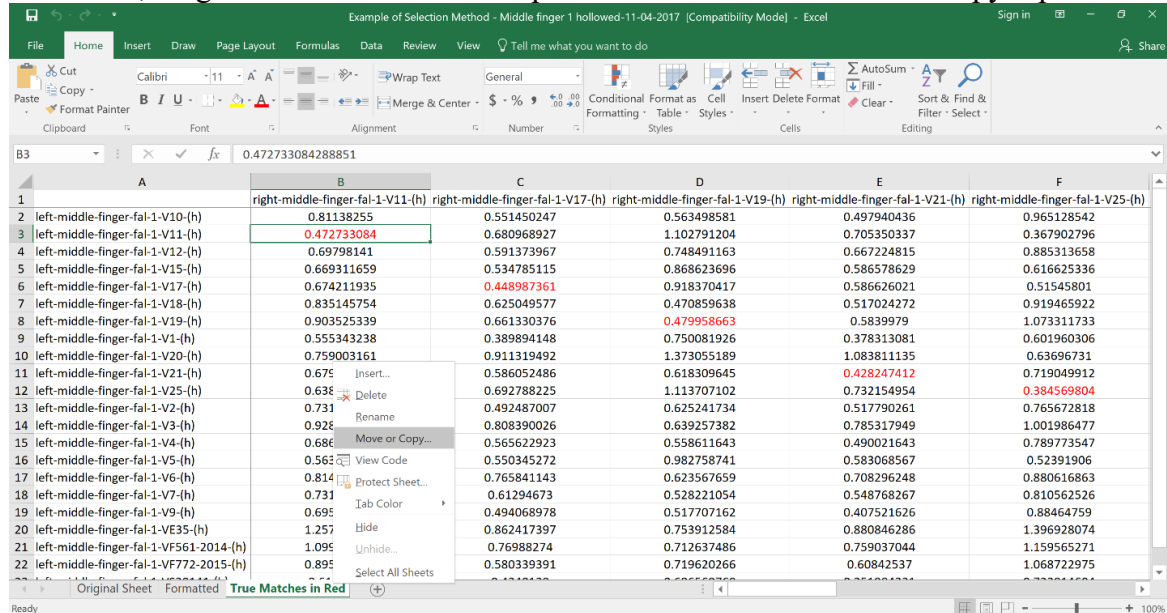 Example of Selection Method - Middle finger 1 hollowed-11-04-2017 [Compatibility Mode] - Excel Sign in
File Home Insert Draw Page Layout Formulas Data Review View Tell me what you want to do Share
Cut
Copy
Format Painter
Paste
Calibri 11
B I U
Wrap Text
Merge & Center
General
$ % ,
Conditional Formatting
Format as Table
Cell Styles
Insert Delete Format
AutoSum
Fill
Clear
Sort & Filter
Find & Select
Clipboard Font Alignment Number Styles Cells Editing
B3 fx 0.472733084288851
A B C D E F
1 right-middle-finger-fal-1-V11-(h) right-middle-finger-fal-1-V17-(h) right-middle-finger-fal-1-V19-(h) right-middle-finger-fal-1-V21-(h) right-middle-finger-fal-1-V25-(h)
2 left-middle-finger-fal-1-V10-(h) 0.81138255 0.551450247 0.563498581 0.497940436 0.965128542
3 left-middle-finger-fal-1-V11-(h) 0.472733084 0.680968927 1.102791204 0.705350337 0.367902796
4 left-middle-finger-fal-1-V12-(h) 0.69798141 0.591373967 0.748491163 0.667224815 0.885313658
5 left-middle-finger-fal-1-V15-(h) 0.669311659 0.534785115 0.868623696 0.586578629 0.616625336
6 left-middle-finger-fal-1-V17-(h) 0.674211935 0.448987361 0.918370417 0.586626021 0.51545801
7 left-middle-finger-fal-1-V18-(h) 0.835145754 0.625049577 0.470859638 0.517024272 0.919465922
8 left-middle-finger-fal-1-V19-(h) 0.903525339 0.661330376 0.479958663 0.5839979 1.073311733
9 left-middle-finger-fal-1-V1-(h) 0.555343238 0.389894148 0.750081926 0.378313081 0.601960306
10 left-middle-finger-fal-1-V20-(h) 0.759003161 0.911319492 1.373055189 1.083811135 0.63696731
11 left-middle-finger-fal-1-V21-(h) 0.679 0.586052486 0.618309645 0.428247412 0.719049912
12 left-middle-finger-fal-1-V25-(h) 0.638 0.692788225 1.113707102 0.732154954 0.384569804
13 left-middle-finger-fal-1-V2-(h) 0.731 0.492487007 0.625241734 0.517790261 0.765672818
14 left-middle-finger-fal-1-V3-(h) 0.928 0.808390026 0.639257382 0.785317949 1.001986477
15 left-middle-finger-fal-1-V4-(h) 0.686 0.565622923 0.558611643 0.490021643 0.789773547
16 left-middle-finger-fal-1-V5-(h) 0.563 0.550345272 0.982758741 0.583068567 0.52391906
17 left-middle-finger-fal-1-V6-(h) 0.814 0.765841143 0.623567659 0.708296248 0.880616863
18 left-middle-finger-fal-1-V7-(h) 0.731 0.61294673 0.528221054 0.548768267 0.810562526
19 left-middle-finger-fal-1-V9-(h) 0.695 0.494068978 0.517707162 0.407521626 0.88464759
20 left-middle-finger-fal-1-VE35-(h) 1.257 0.862417397 0.753912584 0.880846286 1.396928074
21 left-middle-finger-fal-1-VF561-2014-(h) 1.099 0.76988274 0.712637486 0.759037044 1.159565271
22 left-middle-finger-fal-1-VF772-2015-(h) 0.895 0.580339391 0.719620266 0.60842537 1.068722975
Insert...
Delete
Rename
Move or Copy...
View Code
Protect Sheet...
Tab Color
Hide
Unhide...
Select All Sheets
Original Sheet Formatted True Matches in Red
Ready 100%